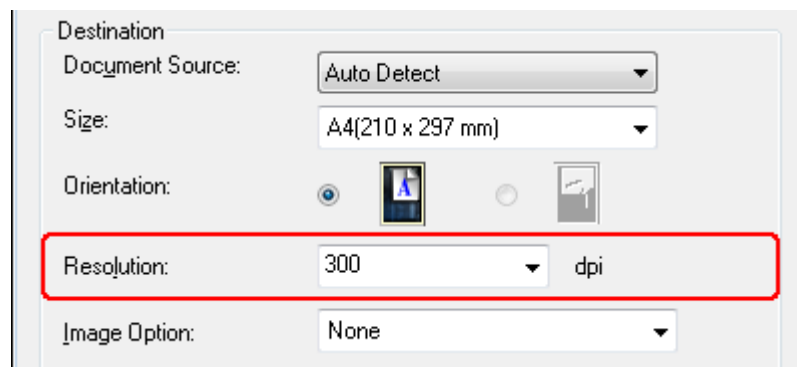 Destination
Document Source: Auto Detect
Size: A4(210 x 297 mm)
Orientation: A
Resolution: 300 dpi
Image Option: None